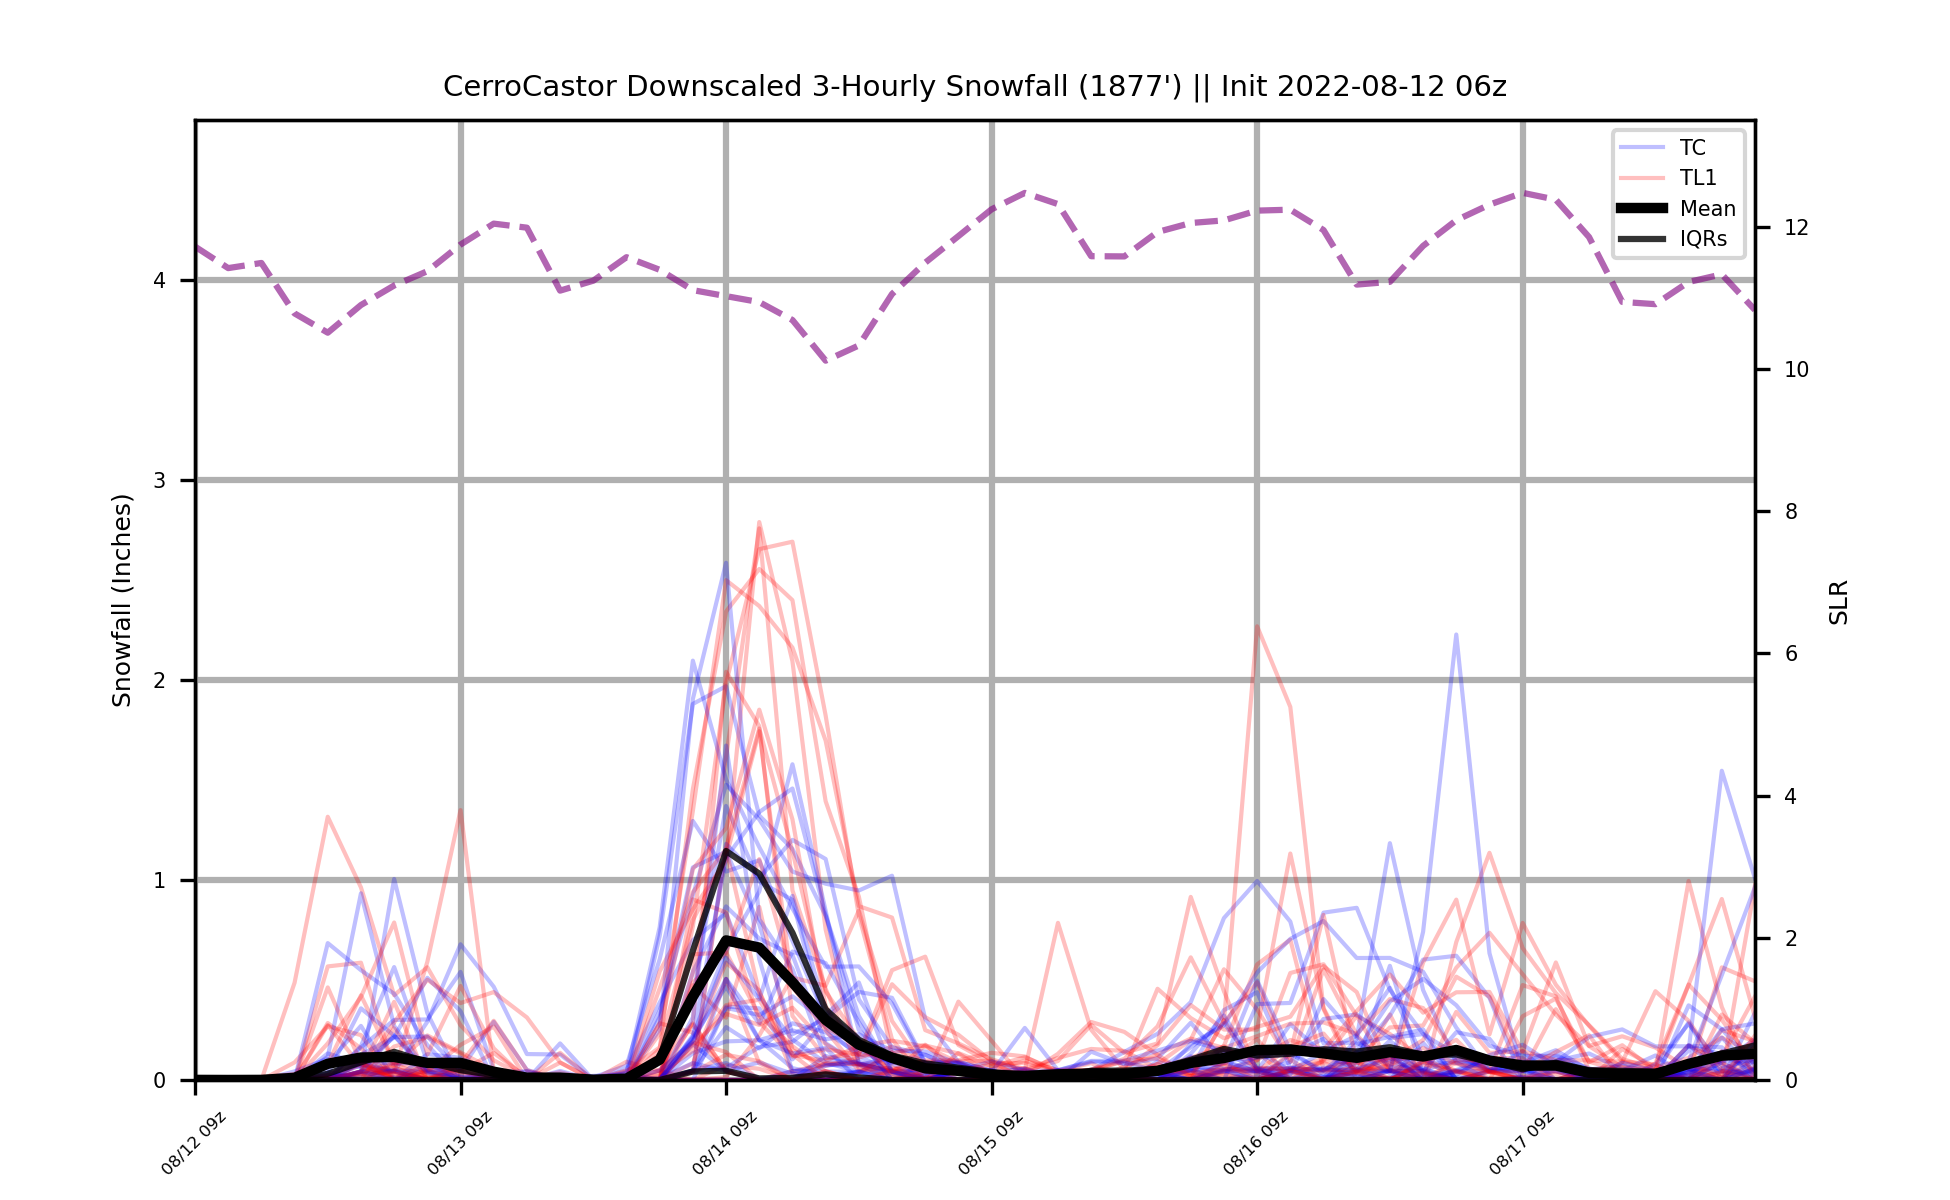 CerroCastor Downscaled 3-Hourly Snowfall (1877') || Init 2022-08-12 06z
TC
TL1
Mean
IQRs
Snowfall (Inches)
4
3
2
1
0
12
10
8
6
4
2
0
SLR
08/12 09z
08/13 09z
08/14 09z
08/15 09z
08/16 09z
08/17 09z